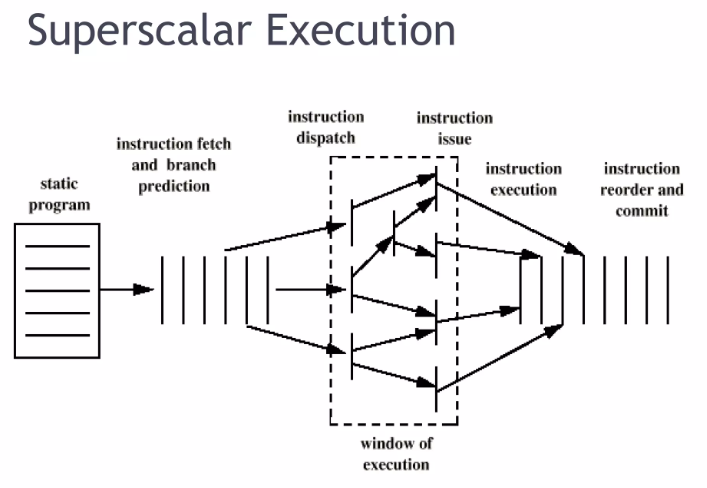 Superscalar Execution
instruction
dispatch
instruction
issue
instruction fetch
and branch
prediction
instruction
execution
instruction
reorder and
commit
static
program
window of
execution